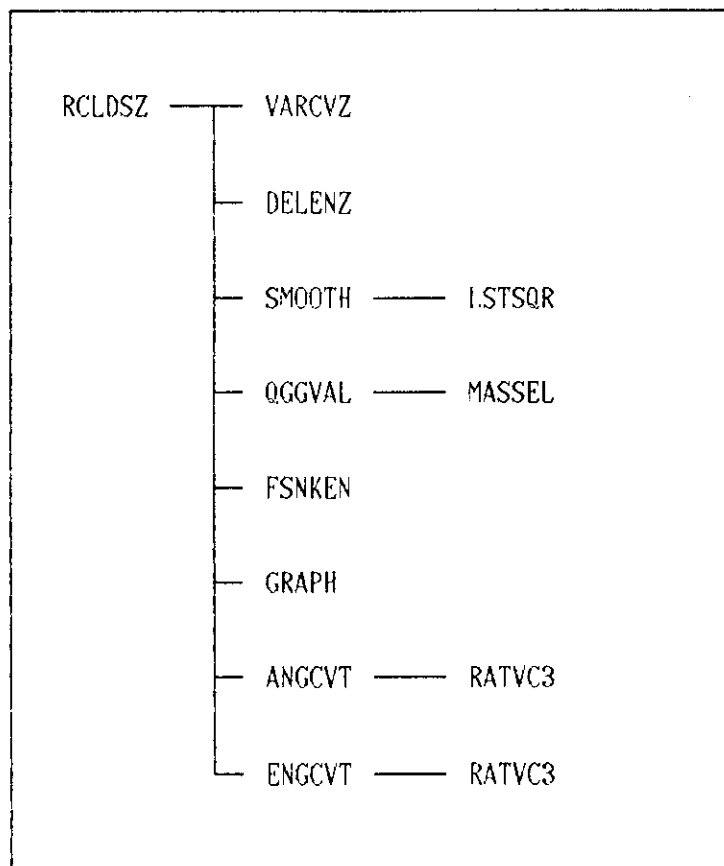 RCLDSZ VARCVZ
DELENZ
SMOOTH LSTSQR
QGGVAL MASSEL
FSNKEN
GRAPH
ANGCVT RATVC3
ENGCVT RATVC3